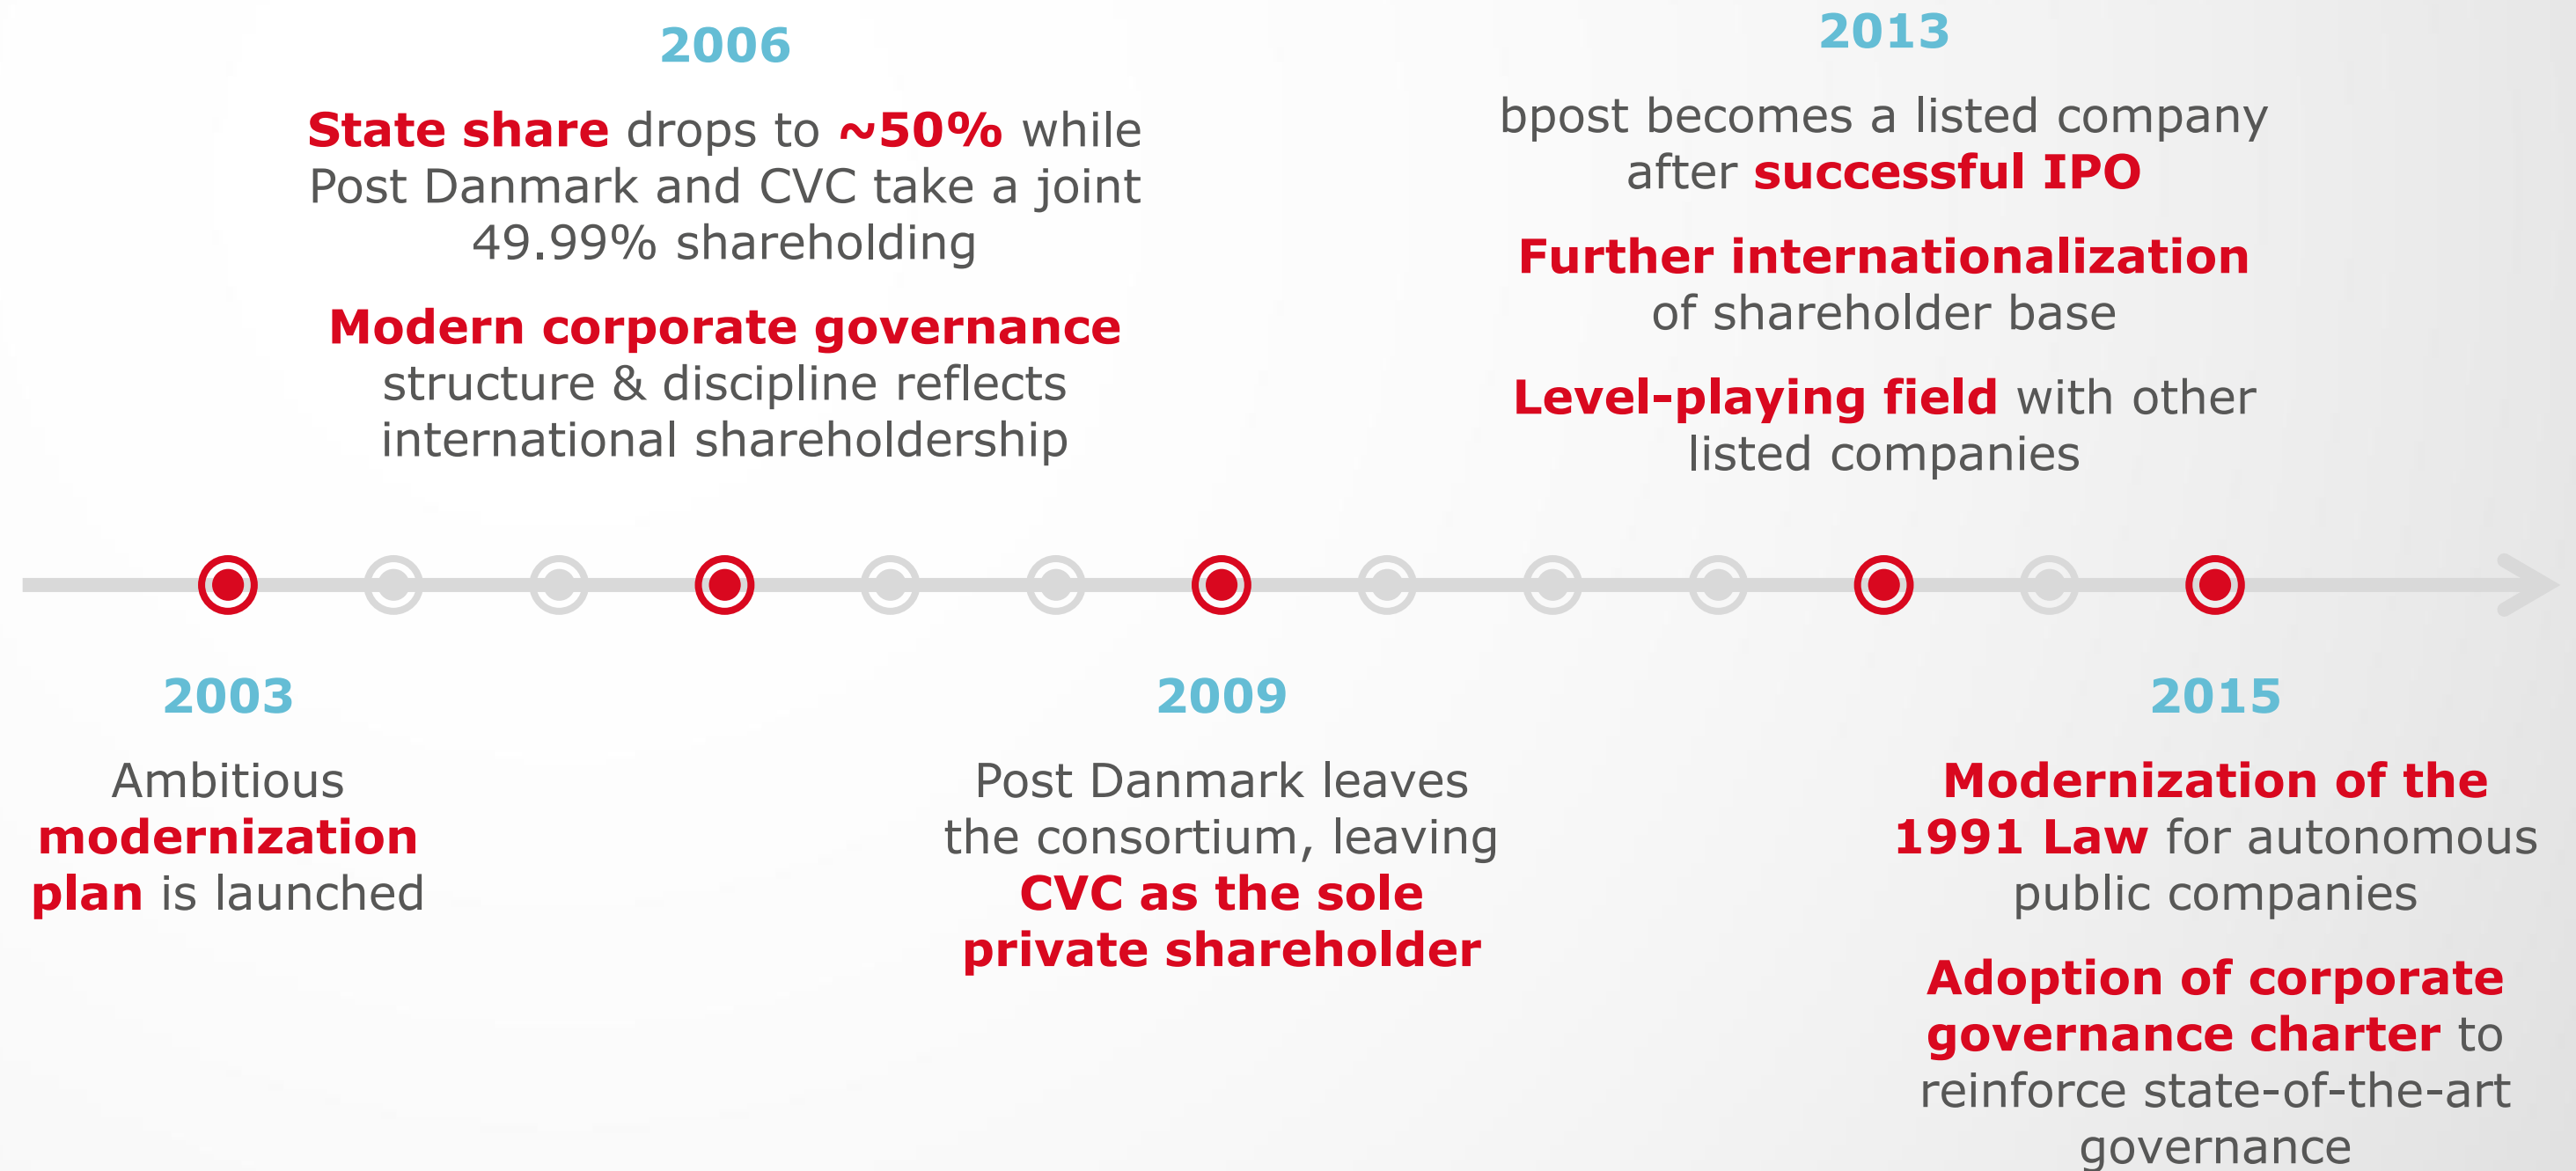 2006
State share drops to ~50% while
Post Danmark and CVC take a joint
49.99% shareholding
Modern corporate governance
structure & discipline reflects
international shareholdership
2013
bpost becomes a listed company
after successful IPO
Further internationalization
of shareholder base
Level-playing field with other
listed companies
2003
Ambitious
modernization
plan is launched
2009
Post Danmark leaves
the consortium, leaving
CVC as the sole
private shareholder
2015
Modernization of the
1991 Law for autonomous
public companies
Adoption of corporate
governance charter to
reinforce state-of-the-art
governance